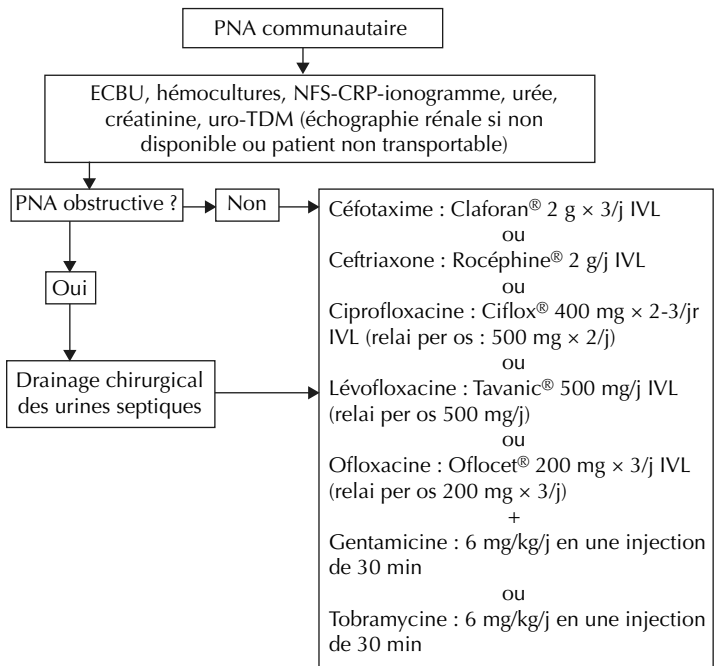 PNA communautaire
ECBU, hémocultures, NFS-CRP-ionogramme, urée,
créatinine, uro-TDM (échographie rénale si non
disponible ou patient non transportable)
PNA obstructive ?
Non
Oui
Drainage chirurgical
des urines septiques
Céfotaxime : Claforan® 2 g × 3/j IVL
ou
Ceftriaxone : Rocéphine® 2 g/j IVL
ou
Ciprofloxacine : Ciflox® 400 mg × 2-3/jr
IVL (relai per os : 500 mg × 2/j)
ou
Lévofloxacine : Tavanic® 500 mg/j IVL
(relai per os 500 mg/j)
ou
Ofloxacine : Oflocet® 200 mg × 3/j IVL
(relai per os 200 mg × 3/j)
+
Gentamicine : 6 mg/kg/j en une injection
de 30 min
ou
Tobramycine : 6 mg/kg/j en une injection
de 30 min